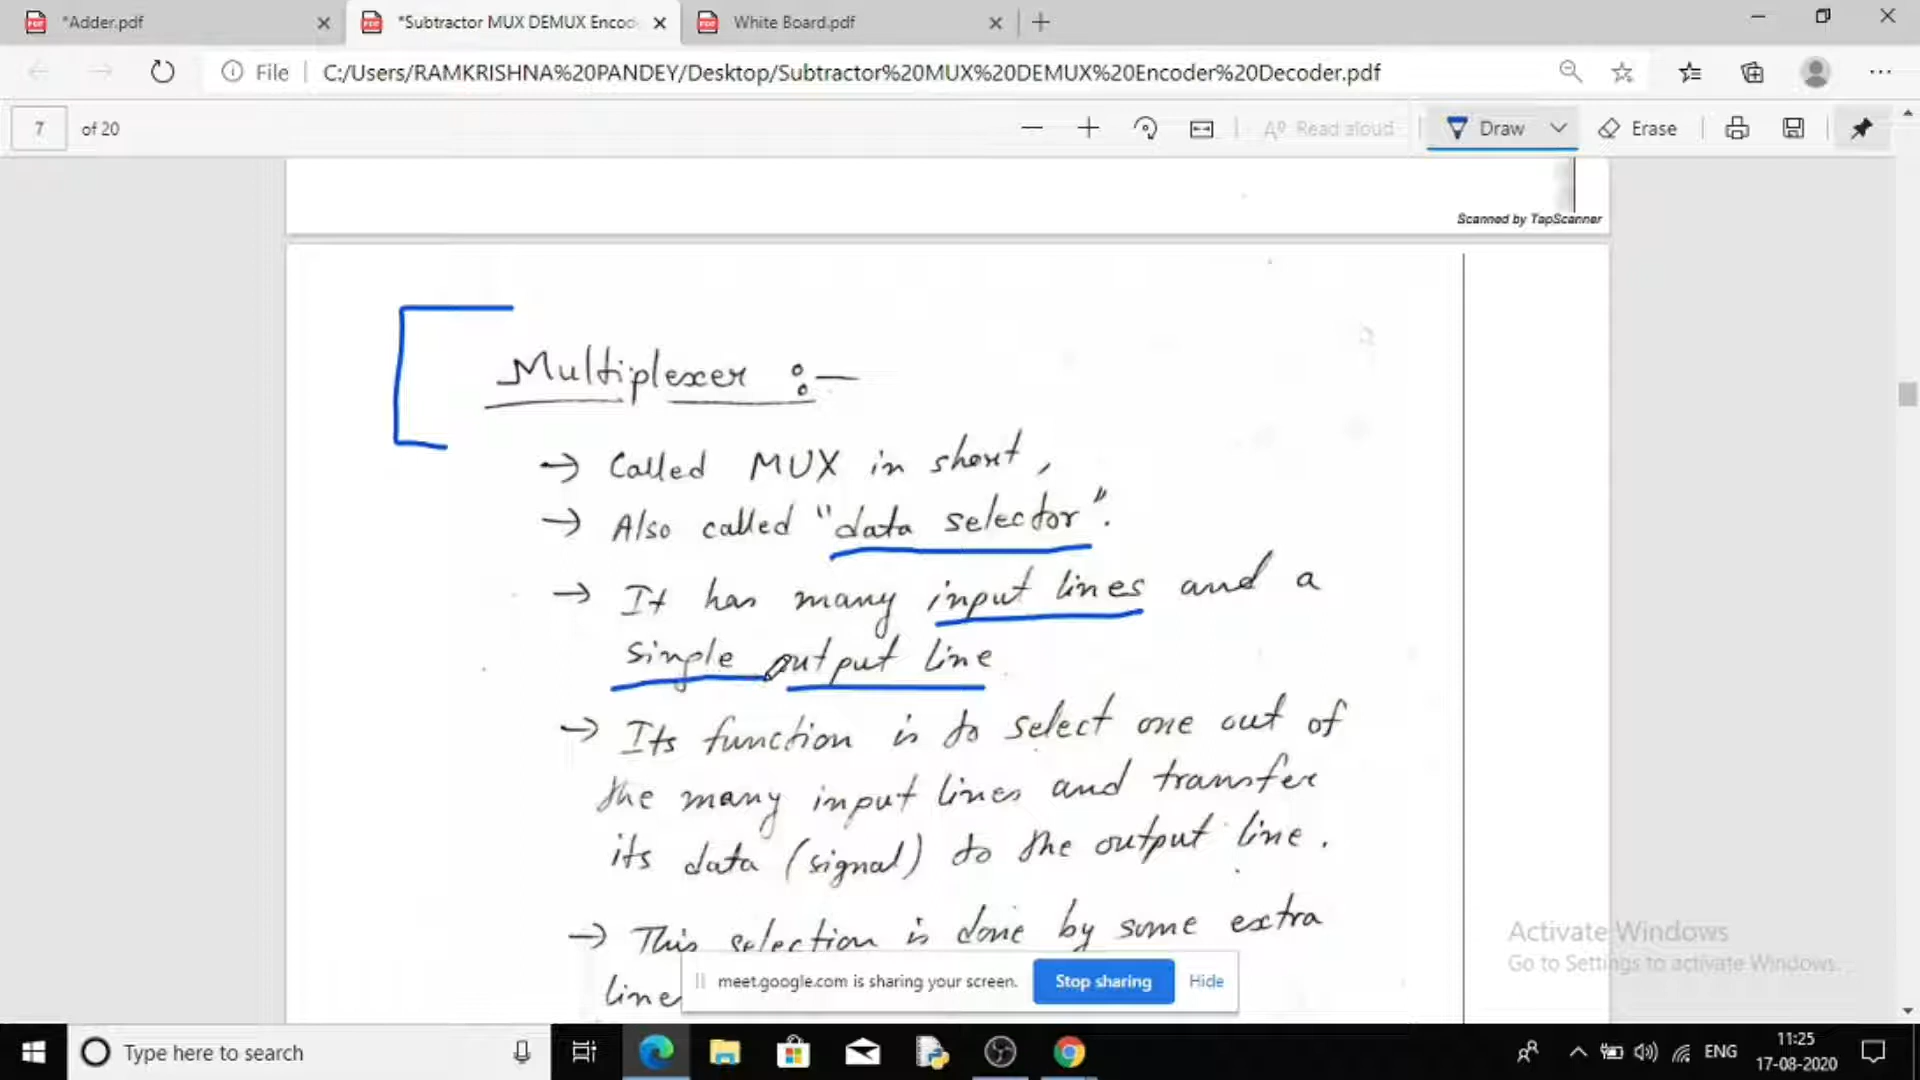 *Adder.pdf
*Subtractor MUX DEMUX Encod
White Board.pdf
File
C:/Users/RAMKRISHNA%20PANDEY/Desktop/Subtractor%20MUX%20DEMUX%20Encoder%20Decoder.pdf
7 of 20
Read aloud
Draw
Erase
Scanned by TapScanner
Multiplexer :-
→ Called MUX in short,
→ Also called "data selector".
→ It has many input lines and a
single output line
→ Its function is to select one out of
the many input lines and transfer
its data (signal) to the output line.
→ This selection is done by some extra
line
Activate Windows
Go to Settings to activate Windows.
meet.google.com is sharing your screen.
Stop sharing
Hide
Type here to search
ENG
11:25
17-08-2020